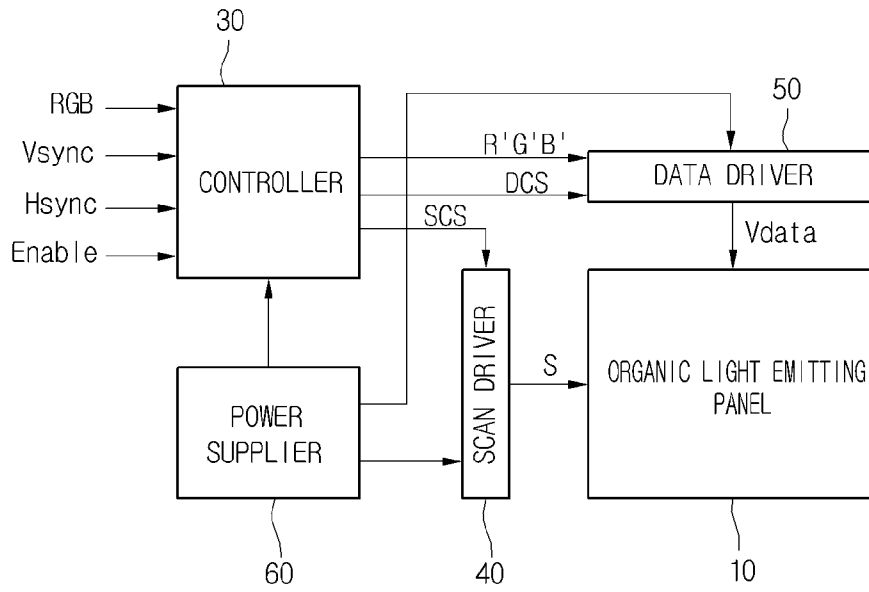 30
RGB
Vsync
Hsync
Enable
CONTROLLER
R'G'B'
DCS
SCS
50
DATA DRIVER
Vdata
POWER
SUPPLIER
60
SCAN DRIVER
40
S
ORGANIC LIGHT EMITTING
PANEL
10